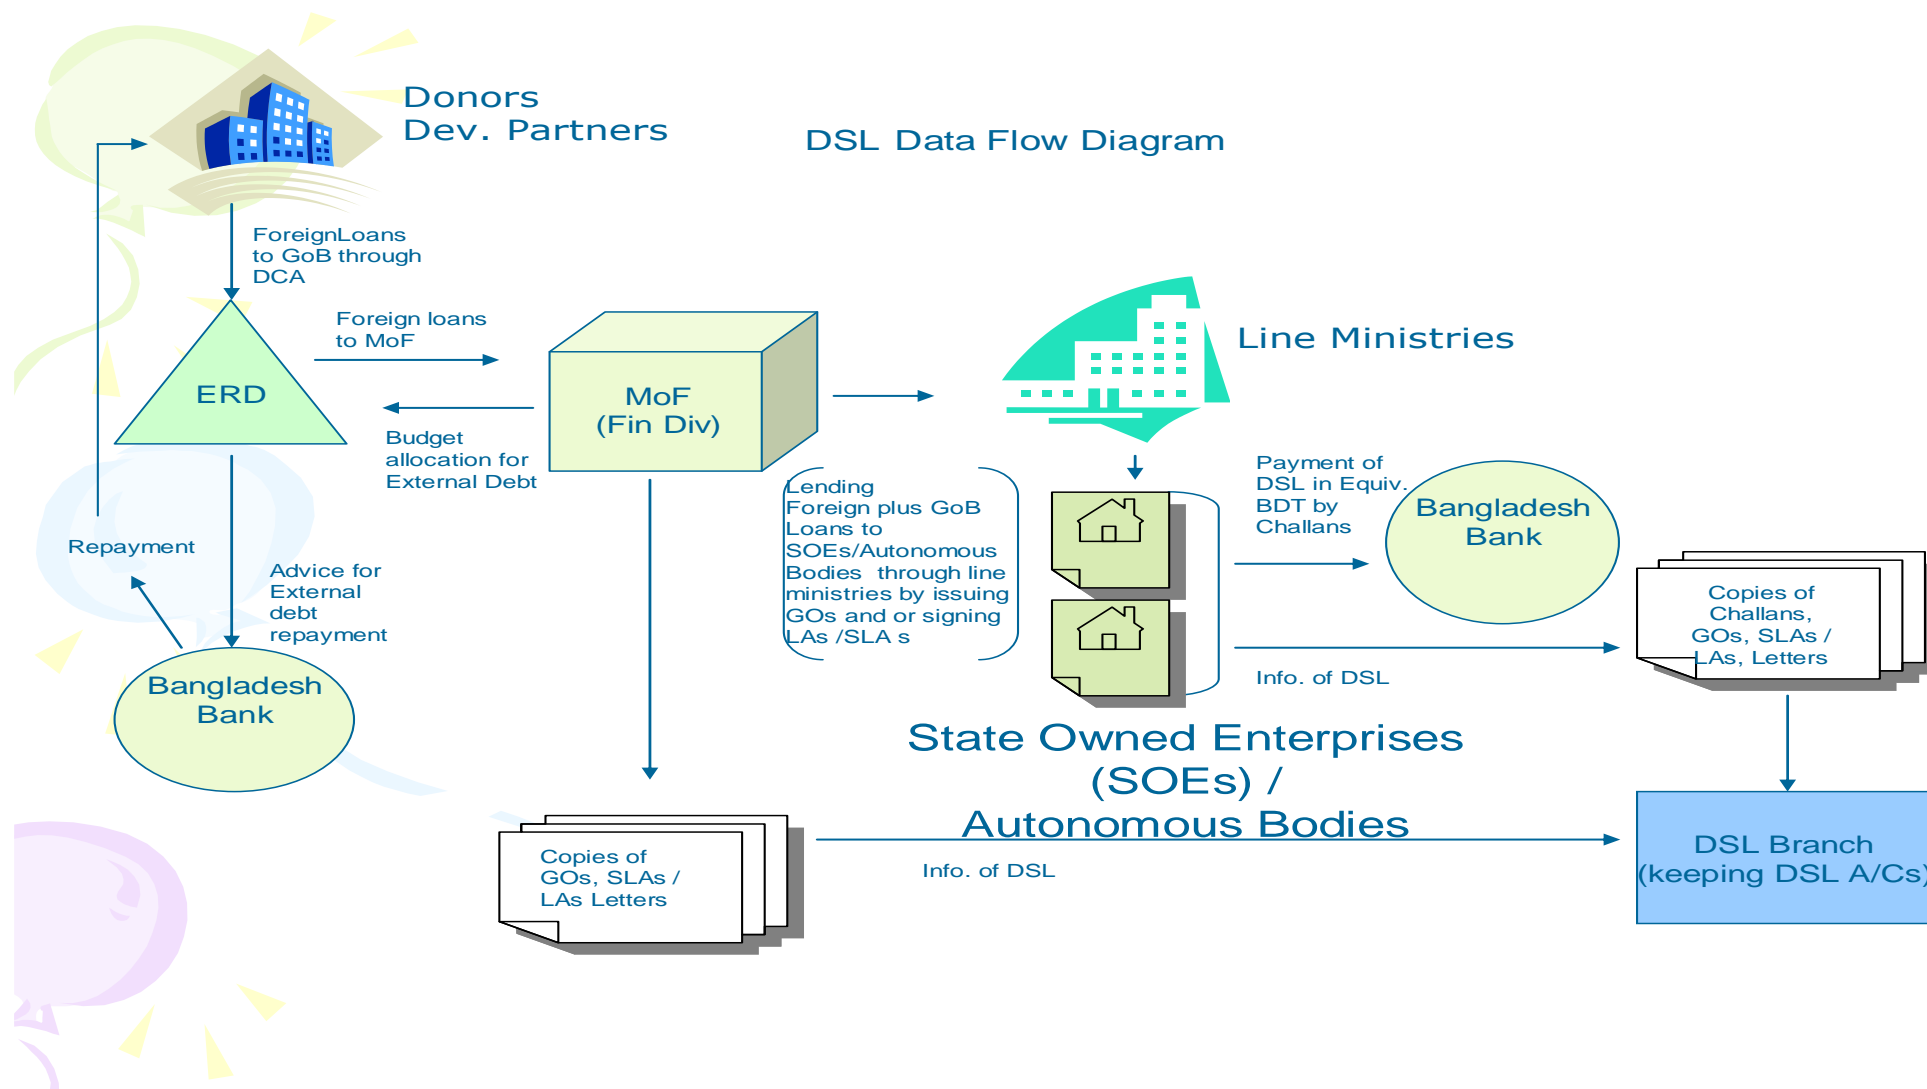 Donors
Dev. Partners
DSL Data Flow Diagram
ForeignLoans
to GoB through
DCA
Foreign loans
to MoF
Line Ministries
ERD
MoF
(Fin Div)
Budget
allocation for
External Debt
Lending
Foreign plus GoB
Loans to
SOEs/Autonomous
Bodies through line
ministries by issuing
GOs and or signing
LAs /SLA s
Payment of
DSL in Equiv.
BDT by
Challans
Bangladesh
Bank
Repayment
Advice for
External
debt
repayment
Copies of
Challans,
GOs, SLAs /
LAs, Letters
Info. of DSL
Bangladesh
Bank
State Owned Enterprises
(SOEs) /
Autonomous Bodies
Copies of
GOs, SLAs /
LAs Letters
Info. of DSL
DSL Branch
(keeping DSL A/Cs)